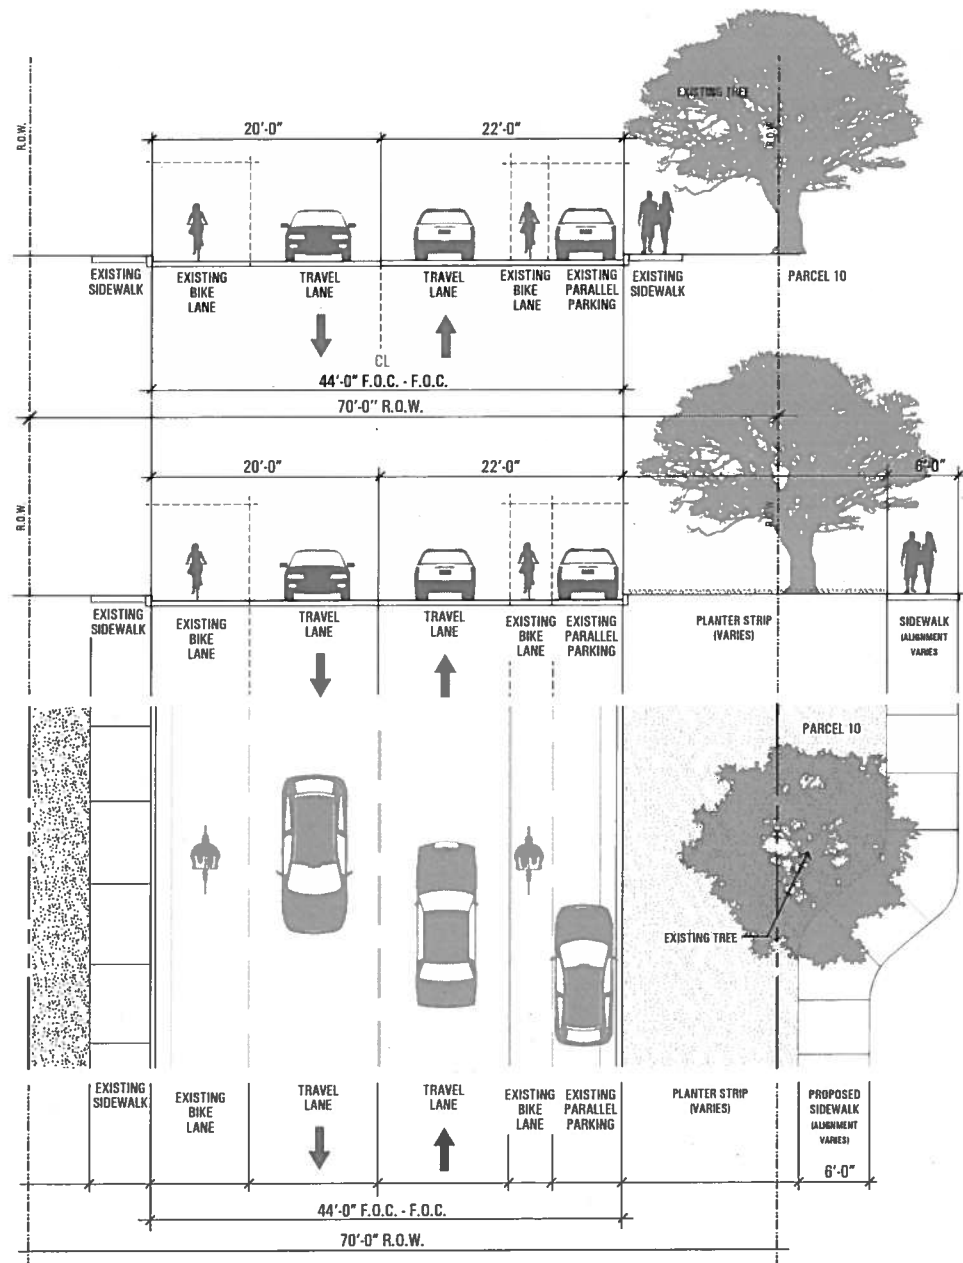 EXISTING TREE
R.O.W.
R.O.W.
20'-0"
22'-0"
EXISTING
SIDEWALK
EXISTING
BIKE
LANE
TRAVEL
LANE
TRAVEL
LANE
EXISTING
BIKE
LANE
EXISTING
PARALLEL
PARKING
EXISTING
SIDEWALK
PARCEL 10
CL
44'-0" F.O.C. - F.O.C.
70'-0" R.O.W.
20'-0"
22'-0"
6'-0"
R.O.W.
R.O.W.
EXISTING
SIDEWALK
EXISTING
BIKE
LANE
TRAVEL
LANE
TRAVEL
LANE
EXISTING
BIKE
LANE
EXISTING
PARALLEL
PARKING
PLANTER STRIP
(VARIES)
SIDEWALK
(ALIGNMENT
VARIES
PARCEL 10
EXISTING TREE
EXISTING
SIDEWALK
EXISTING
BIKE
LANE
TRAVEL
LANE
TRAVEL
LANE
EXISTING
BIKE
LANE
EXISTING
PARALLEL
PARKING
PLANTER STRIP
(VARIES)
PROPOSED
SIDEWALK
(ALIGNMENT
VARIES)
6'-0"
44'-0" F.O.C. - F.O.C.
70'-0" R.O.W.